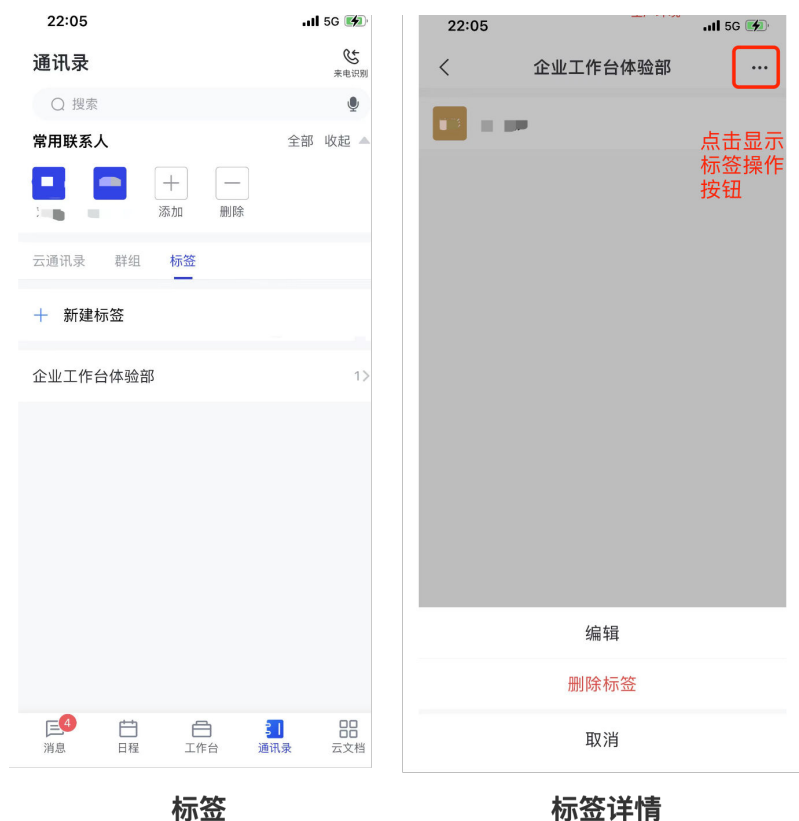 22:05
5G
通讯录
来电识别
搜索
常用联系人
全部 收起
添加
删除
云通讯录 群组 标签
新建标签
企业工作台体验部
1
4
消息 日程 工作台 通讯录 云文档
标签
22:05
5G
企业工作台体验部
点击显示
标签操作
按钮
编辑
删除标签
取消
标签详情